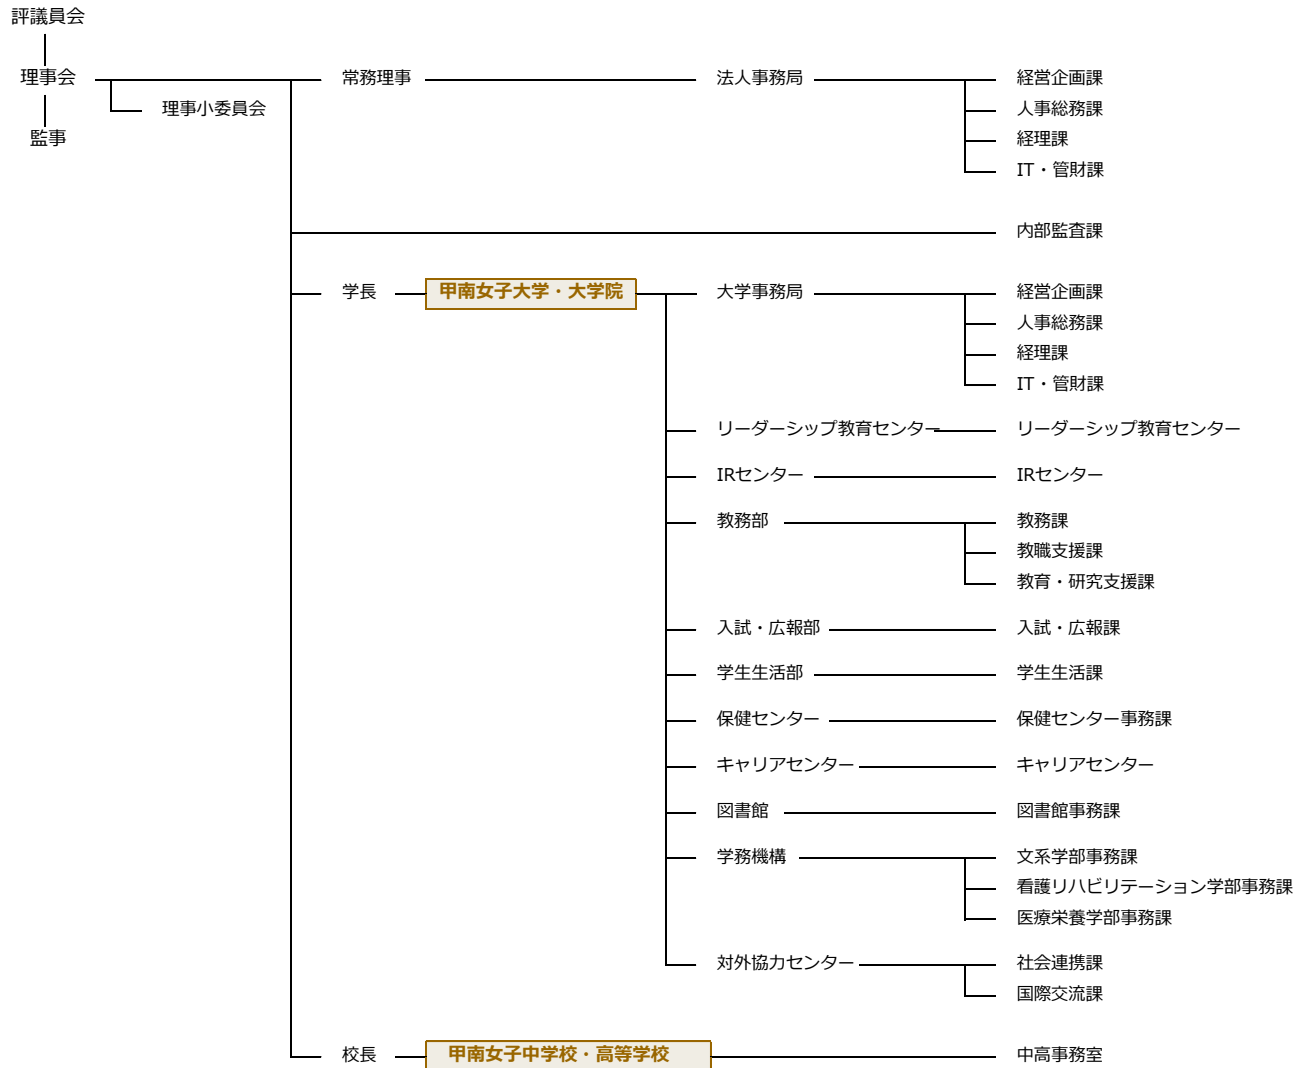 評議員会
理事会 常務理事 法人事務局 経営企画課
理事小委員会 人事総務課
監事 経理課
IT・管財課
内部監査課
学長 甲南女子大学・大学院 大学事務局 経営企画課
人事総務課
経理課
IT・管財課
リーダーシップ教育センター リーダーシップ教育センター
IRセンター IRセンター
教務部 教務課
教職支援課
教育・研究支援課
入試・広報部 入試・広報課
学生生活部 学生生活課
保健センター 保健センター事務課
キャリアセンター キャリアセンター
図書館 図書館事務課
学務機構 文系学部事務課
看護リハビリテーション学部事務課
医療栄養学部事務課
対外協力センター 社会連携課
国際交流課
校長 甲南女子中学校・高等学校 中高事務室